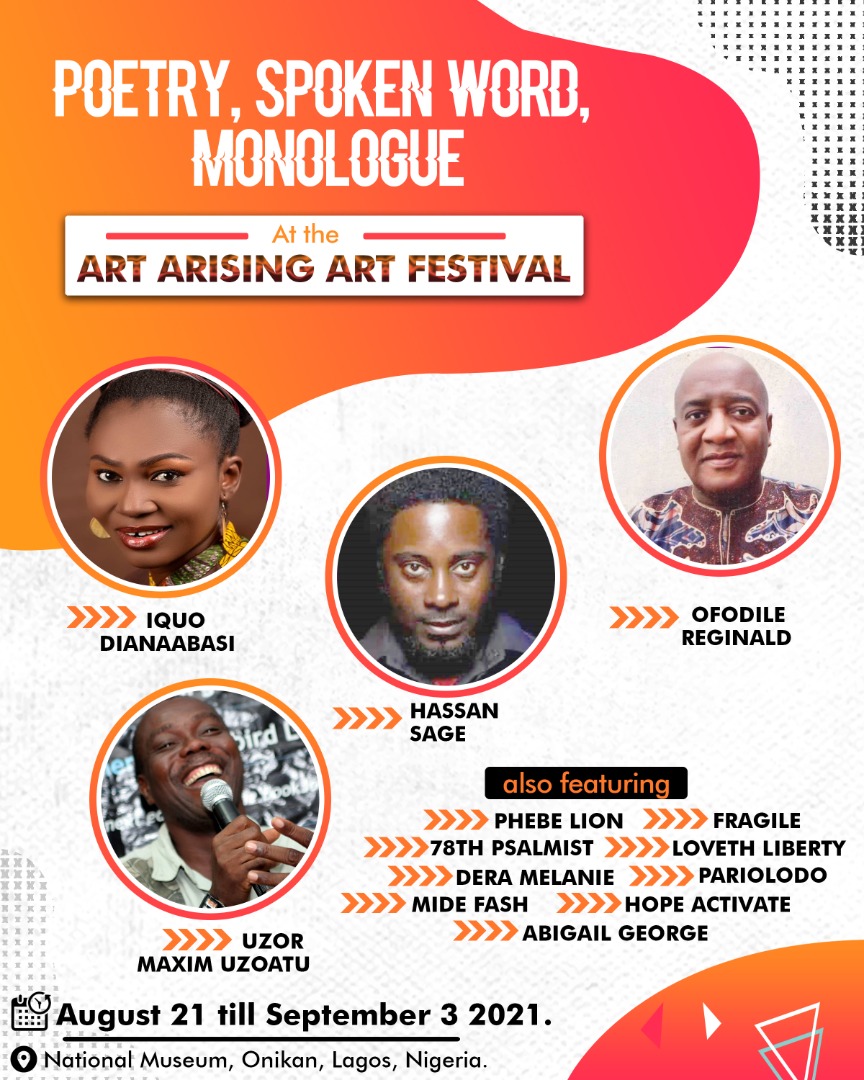 POETRY, SPOKEN WORD,
MONOLOGUE
At the
ART ARISING ART FESTIVAL
IQUO
DIANAABASI
OFODILE
REGINALD
HASSAN
SAGE
UZOR
MAXIM UZOATU
also featuring
PHEBE LION FRAGILE
78TH PSALMIST LOVETH LIBERTY
DERA MELANIE PARIOLODO
MIDE FASH HOPE ACTIVATE
ABIGAIL GEORGE
August 21 till September 3 2021.
National Museum, Onikan, Lagos, Nigeria.